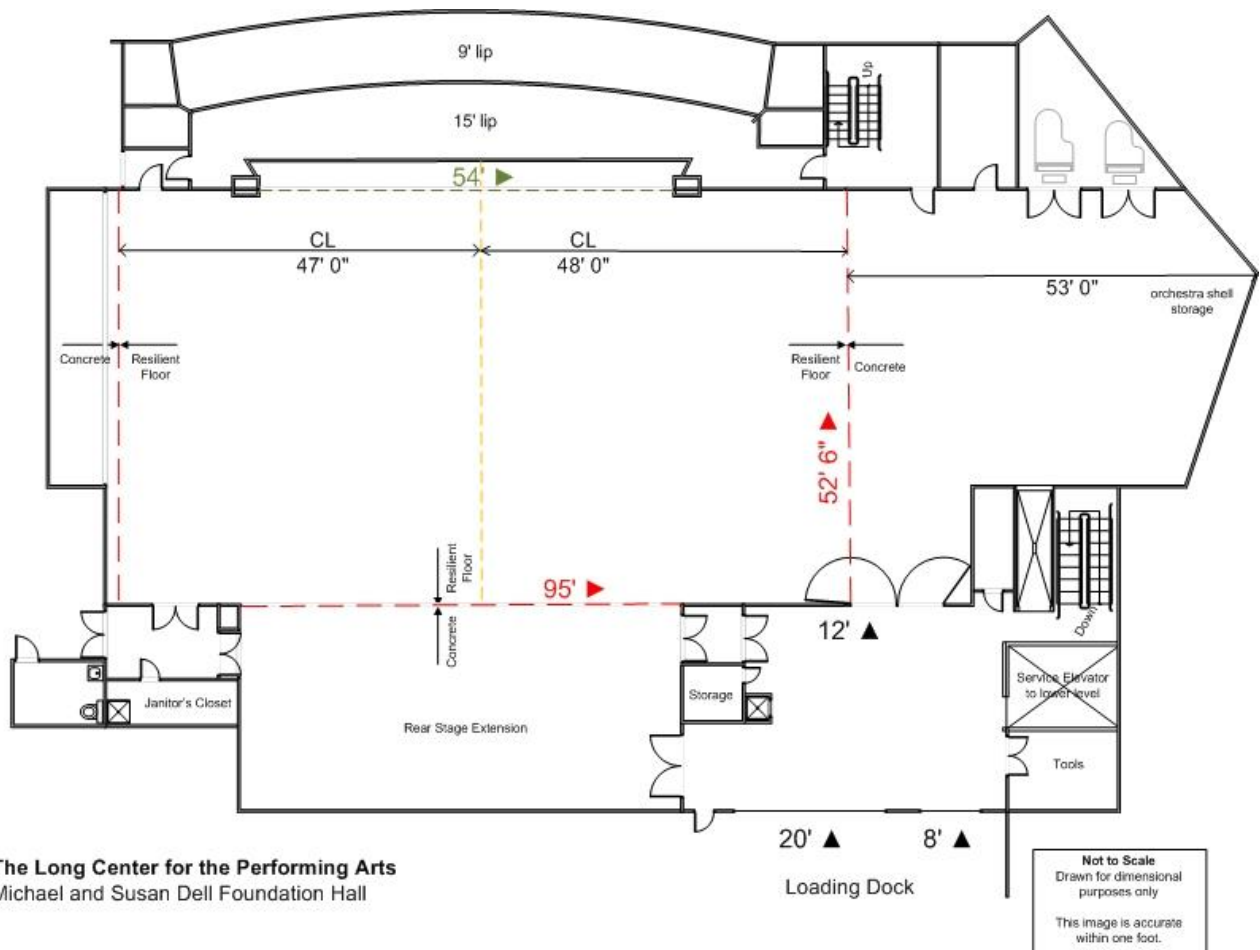 9' lip
Up
15' lip
54' ►
CL
CL
47' 0"
48' 0"
53' 0"
orchestra shell
storage
Concrete
Resilient
Floor
Resilient
Floor
Concrete
52' 6" ►
Resilient
Floor
95' ►
Concrete
12' ▲
Down
Janitor's Closet
Storage
Service Elevator
to lower level
Rear Stage Extension
Tools
20' ▲
8' ▲
Loading Dock
The Long Center for the Performing Arts
Michael and Susan Dell Foundation Hall
Not to Scale
Drawn for dimensional
purposes only
This image is accurate
within one foot.